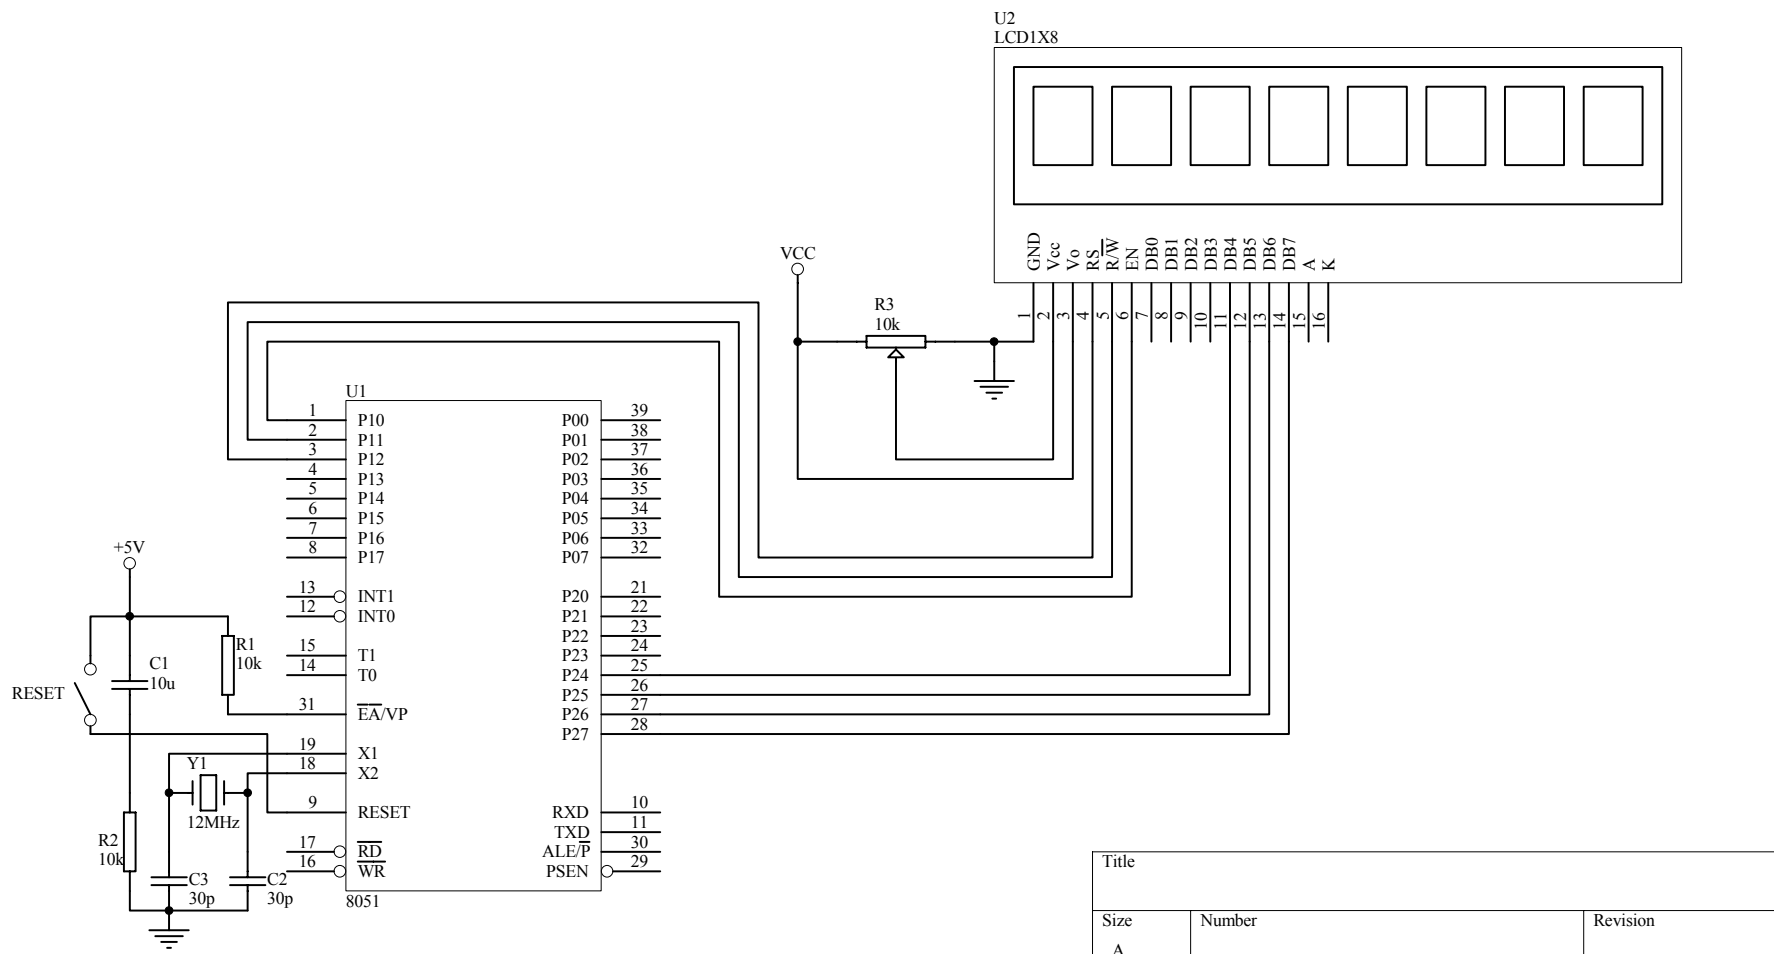 U2
LCD1X8
GND
Vcc
Vo
RS
R/W
EN
DB0
DB1
DB2
DB3
DB4
DB5
DB6
DB7
A
K
1
2
3
4
5
6
7
8
9
10
11
12
13
14
15
16
VCC
R3
10k
U1
1 P10
2 P11
3 P12
4 P13
5 P14
6 P15
7 P16
8 P17
13 INT1
12 INT0
15 T1
14 T0
31 EA/VP
19 X1
18 X2
9 RESET
17 RD
16 WR
P00 39
P01 38
P02 37
P03 36
P04 35
P05 34
P06 33
P07 32
P20 21
P21 22
P22 23
P23 24
P24 25
P25 26
P26 27
P27 28
RXD 10
TXD 11
ALE/P 30
PSEN 29
8051
+5V
R1
10k
C1
10u
RESET
Y1
12MHz
R2
10k
C3
30p
C2
30p
Title
Size
Number
Revision
A